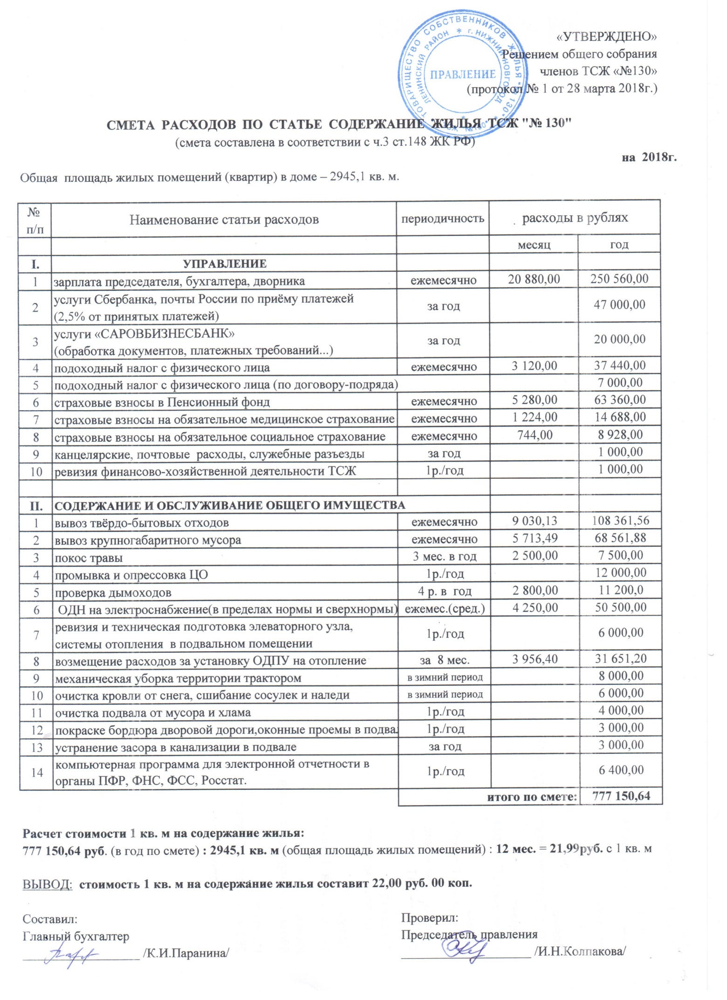 ТОВАРИЩЕСТВО СОБСТВЕННИКОВ ЖИЛЬЯ "№ 130"
ЛЕНИНСКИЙ РАЙОН * г. НИЖНИЙ НОВГОРОД
ПРАВЛЕНИЕ
* ТСЖ "№130" *
«УТВЕРЖДЕНО»
Решением общего собрания
членов ТСЖ «№130»
(протокол № 1 от 28 марта 2018г.)
СМЕТА РАСХОДОВ ПО СТАТЬЕ СОДЕРЖАНИЕ ЖИЛЬЯ ТСЖ "№ 130"
(смета составлена в соответствии с ч.3 ст.148 ЖК РФ)
на 2018г.
Общая площадь жилых помещений (квартир) в доме – 2945,1 кв. м.
№ п/п Наименование статьи расходов периодичность расходы в рублях
месяц год
I. УПРАВЛЕНИЕ
1 зарплата председателя, бухгалтера, дворника ежемесячно 20 880,00 250 560,00
2 услуги Сбербанка, почты России по приёму платежей
(2,5% от принятых платежей) за год 47 000,00
3 услуги «САРОВБИЗНЕСБАНК»
(обработка документов, платежных требований...) за год 20 000,00
4 подоходный налог с физического лица ежемесячно 3 120,00 37 440,00
5 подоходный налог с физического лица (по договору-подряда) 7 000,00
6 страховые взносы в Пенсионный фонд ежемесячно 5 280,00 63 360,00
7 страховые взносы на обязательное медицинское страхование ежемесячно 1 224,00 14 688,00
8 страховые взносы на обязательное социальное страхование ежемесячно 744,00 8 928,00
9 канцелярские, почтовые расходы, служебные разъезды за год 1 000,00
10 ревизия финансово-хозяйственной деятельности ТСЖ 1р./год 1 000,00
II. СОДЕРЖАНИЕ И ОБСЛУЖИВАНИЕ ОБЩЕГО ИМУЩЕСТВА
1 вывоз твёрдо-бытовых отходов ежемесячно 9 030,13 108 361,56
2 вывоз крупногабаритного мусора ежемесячно 5 713,49 68 561,88
3 покос травы 3 мес. в год 2 500,00 7 500,00
4 промывка и опрессовка ЦО 1р./год 12 000,00
5 проверка дымоходов 4 р. в год 2 800,00 11 200,0
6 ОДН на электроснабжение(в пределах нормы и сверхнормы) ежемес.(сред.) 4 250,00 50 500,00
7 ревизия и техническая подготовка элеваторного узла,
системы отопления в подвальном помещении 1р./год 6 000,00
8 возмещение расходов за установку ОДПУ на отопление за 8 мес. 3 956,40 31 651,20
9 механическая уборка территории трактором в зимний период 8 000,00
10 очистка кровли от снега, сшибание сосулек и наледи в зимний период 6 000,00
11 очистка подвала от мусора и хлама 1р./год 4 000,00
12 покраске бордюра дворовой дороги,оконные проемы в подвал 1р./год 3 000,00
13 устранение засора в канализации в подвале за год 3 000,00
14 компьютерная программа для электронной отчетности в
органы ПФР, ФНС, ФСС, Росстат. 1р./год 6 400,00
итого по смете: 777 150,64
Расчет стоимости 1 кв. м на содержание жилья:
777 150,64 руб. (в год по смете) : 2945,1 кв. м (общая площадь жилых помещений) : 12 мес. = 21,99руб. с 1 кв. м
ВЫВОД: стоимость 1 кв. м на содержание жилья составит 22,00 руб. 00 коп.
Составил:
Главный бухгалтер
/К.И.Паранина/
Проверил:
Председатель правления
/И.Н.Колпакова/